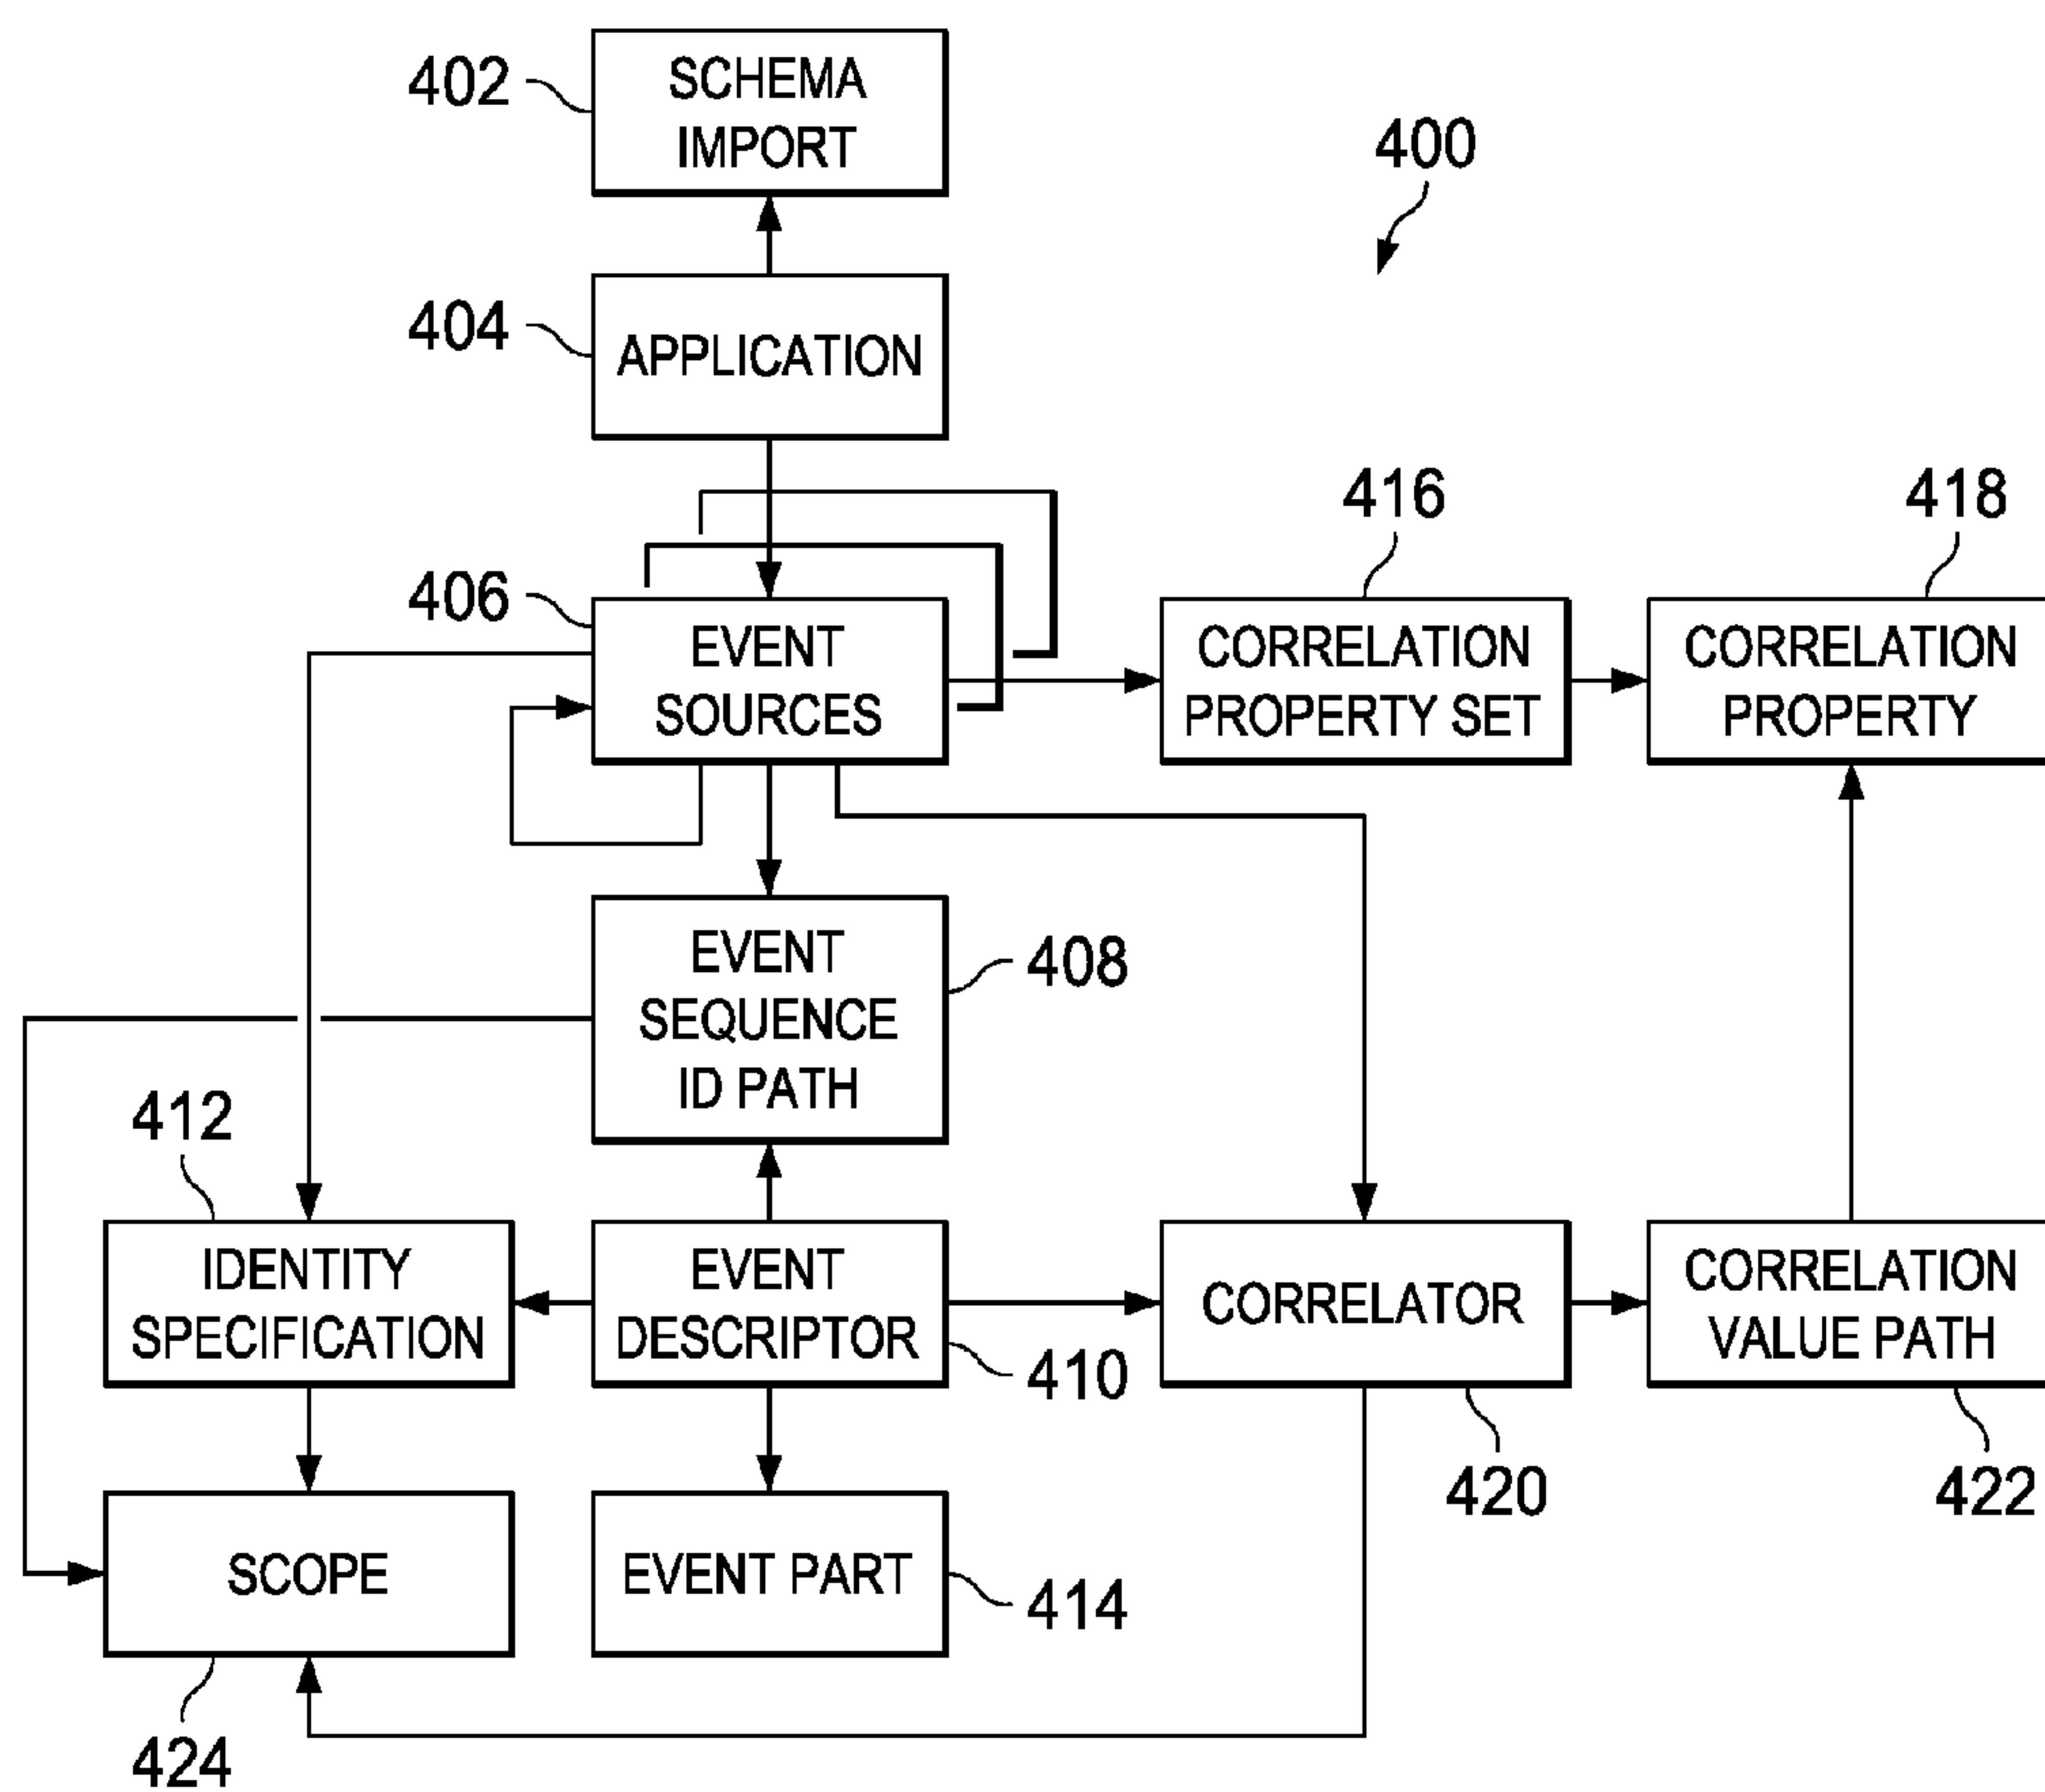 402
SCHEMA
IMPORT
400
404
APPLICATION
416
418
406
EVENT
SOURCES
CORRELATION
PROPERTY SET
CORRELATION
PROPERTY
EVENT
SEQUENCE
ID PATH
408
412
IDENTITY
SPECIFICATION
EVENT
DESCRIPTOR
410
CORRELATOR
CORRELATION
VALUE PATH
420
422
SCOPE
EVENT PART
414
424